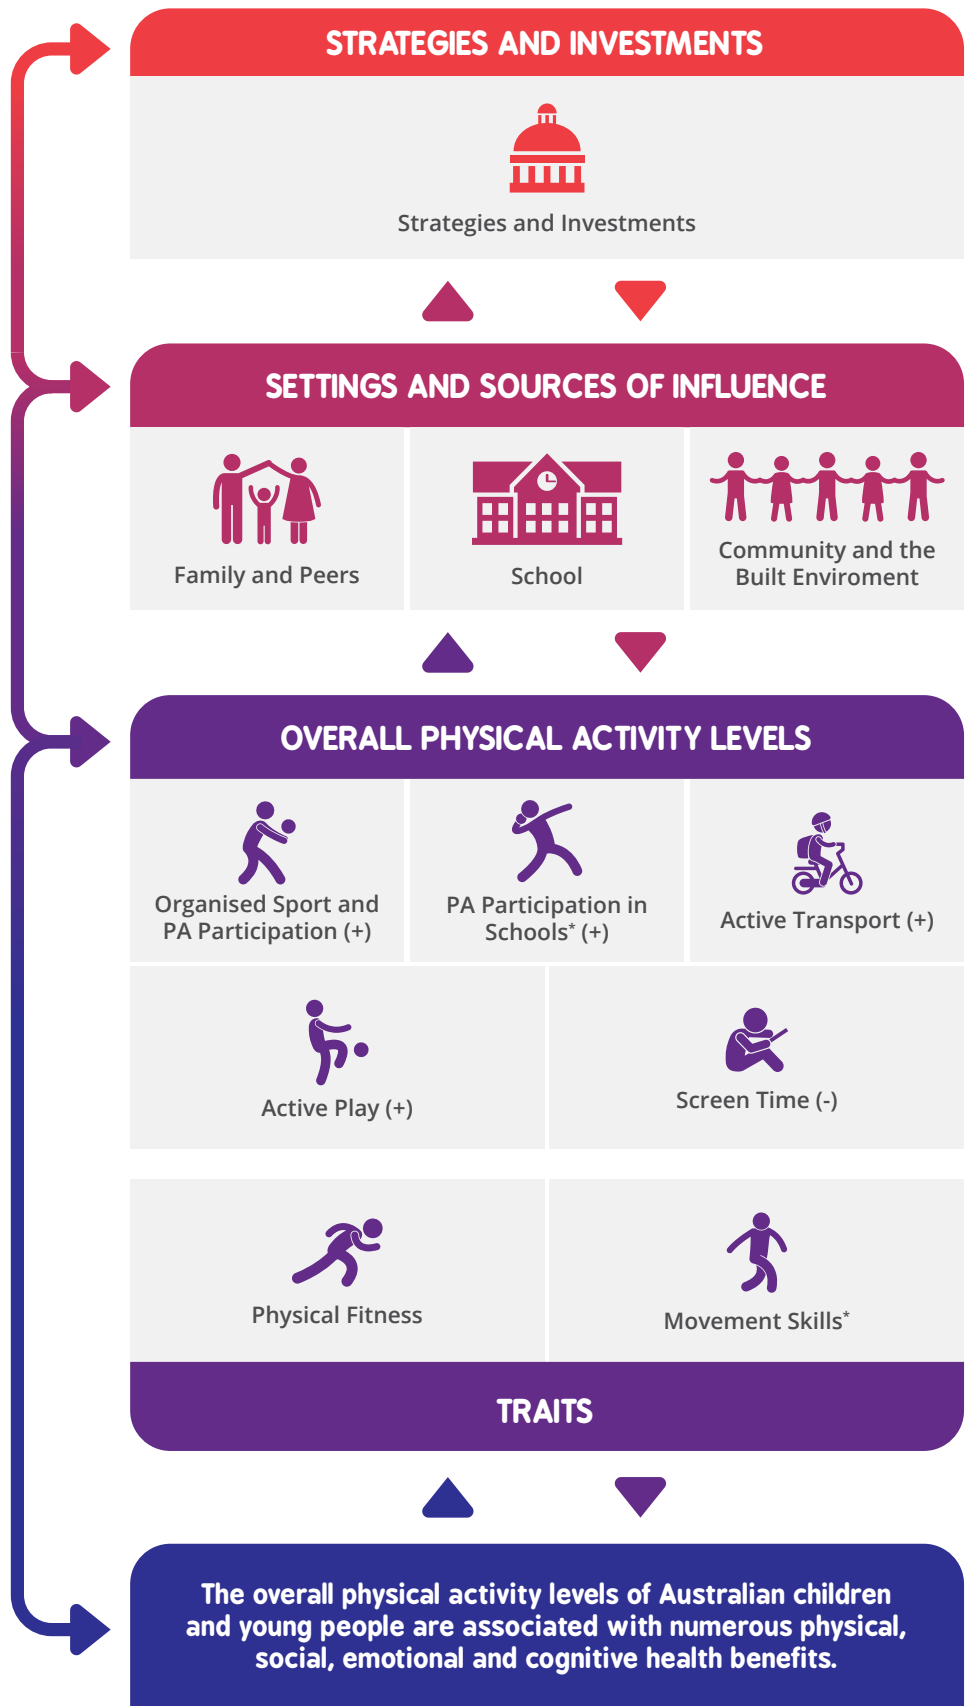 STRATEGIES AND INVESTMENTS
Strategies and Investments
SETTINGS AND SOURCES OF INFLUENCE
Family and Peers
School
Community and the
Built Enviroment
OVERALL PHYSICAL ACTIVITY LEVELS
Organised Sport and
PA Participation (+)
PA Participation in
Schools* (+)
Active Transport (+)
Active Play (+)
Screen Time (-)
Physical Fitness
Movement Skills*
TRAITS
The overall physical activity levels of Australian children
and young people are associated with numerous physical,
social, emotional and cognitive health benefits.